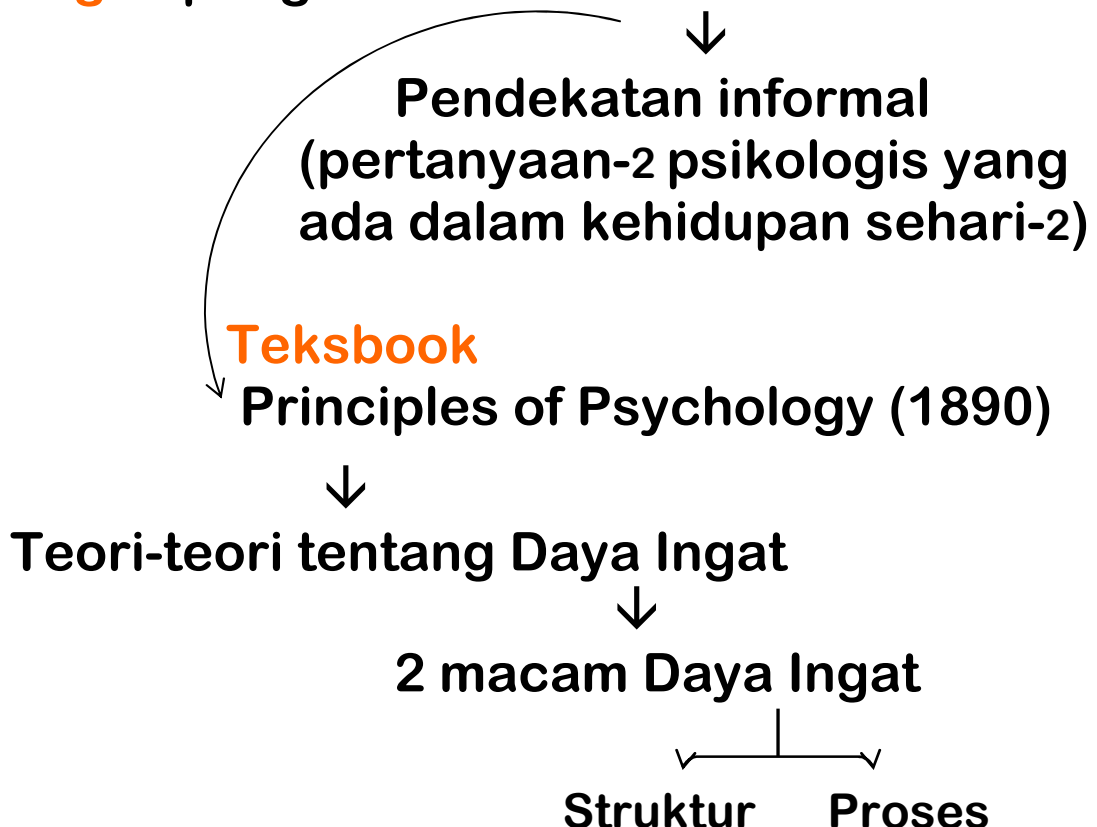 Pendekatan informal
(pertanyaan-2 psikologis yang
ada dalam kehidupan sehari-2)
Teksbook
Principles of Psychology (1890)
Teori-teori tentang Daya Ingat
2 macam Daya Ingat
Struktur Proses